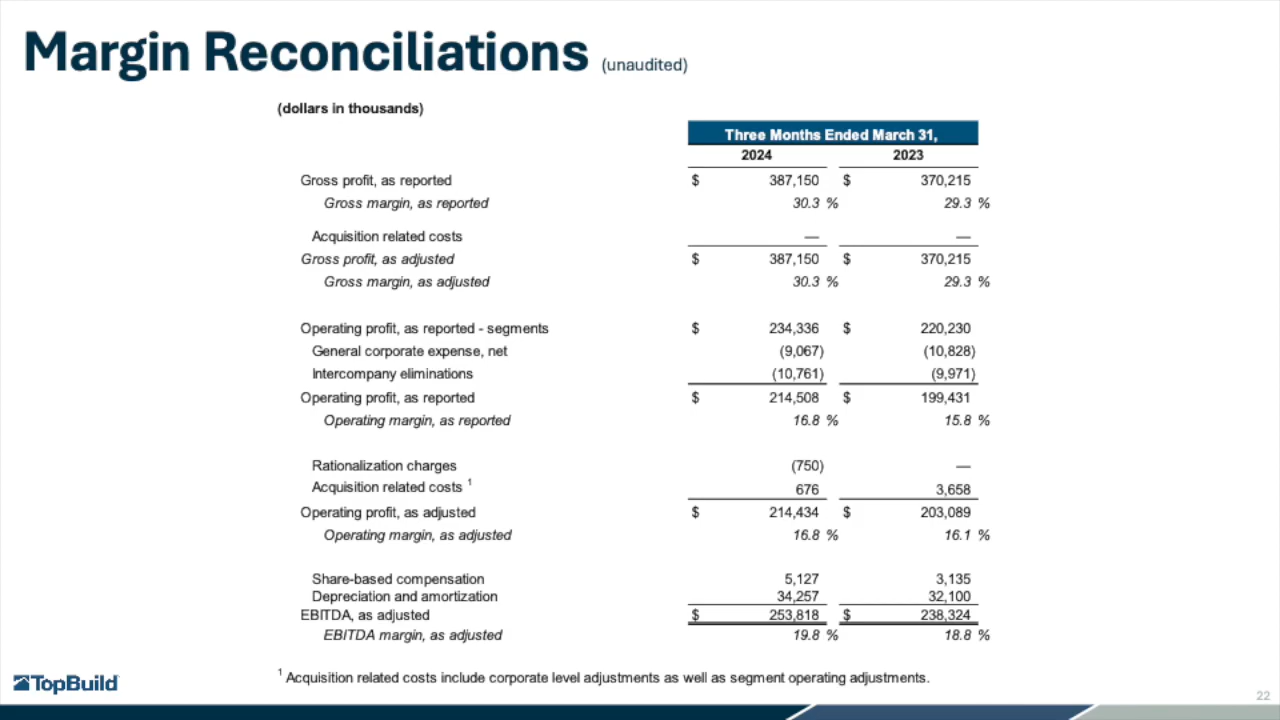 Margin Reconciliations (unaudited)
(dollars in thousands)
Three Months Ended March 31,
2024 2023
Gross profit, as reported $ 387,150 $ 370,215
Gross margin, as reported 30.3 % 29.3 %
Acquisition related costs — —
Gross profit, as adjusted $ 387,150 $ 370,215
Gross margin, as adjusted 30.3 % 29.3 %
Operating profit, as reported - segments $ 234,336 $ 220,230
General corporate expense, net (9,067) (10,828)
Intercompany eliminations (10,761) (9,971)
Operating profit, as reported $ 214,508 $ 199,431
Operating margin, as reported 16.8 % 15.8 %
Rationalization charges (750) —
Acquisition related costs 1 676 3,658
Operating profit, as adjusted $ 214,434 $ 203,089
Operating margin, as adjusted 16.8 % 16.1 %
Share-based compensation 5,127 3,135
Depreciation and amortization 34,257 32,100
EBITDA, as adjusted $ 253,818 $ 238,324
EBITDA margin, as adjusted 19.8 % 18.8 %
1 Acquisition related costs include corporate level adjustments as well as segment operating adjustments.
TopBuild
22